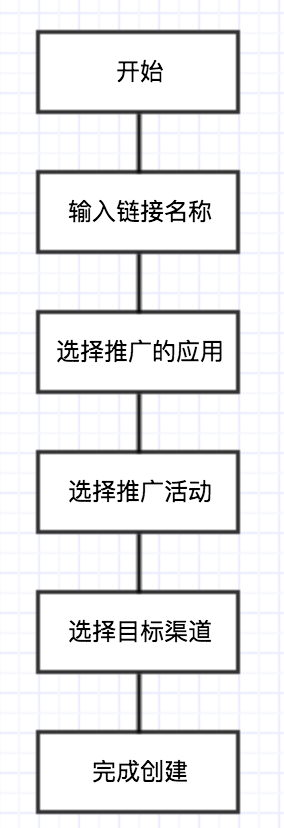 开始
输入链接名称
选择推广的应用
选择推广活动
选择目标渠道
完成创建